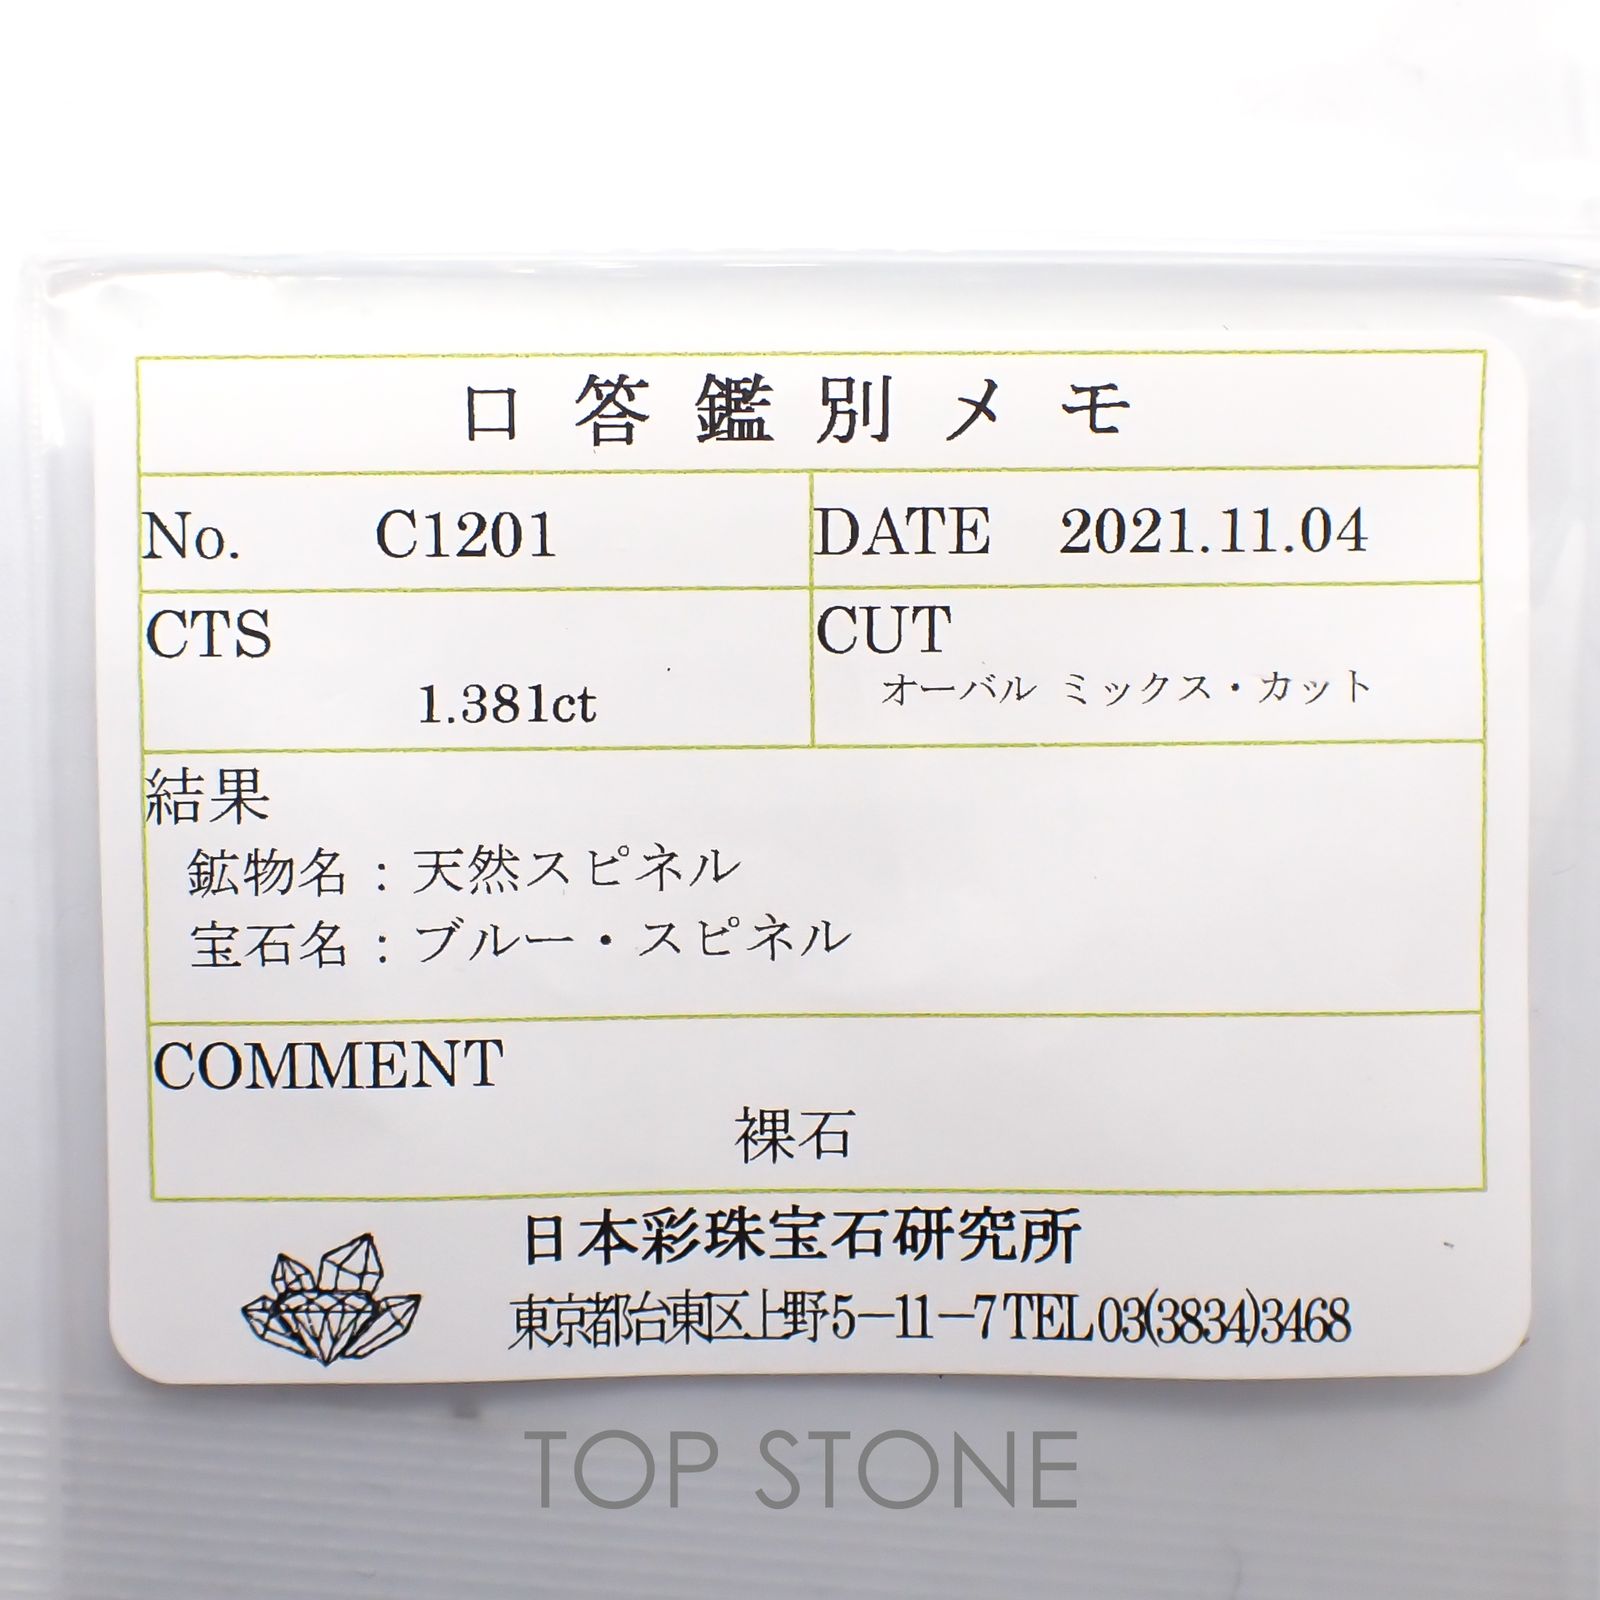 口答鑑別メモ
No. C1201
DATE 2021.11.04
CTS
1.381ct
CUT
オーバル ミックス・カット
結果
鉱物名：天然スピネル
宝石名：ブルー・スピネル
COMMENT
裸石
日本彩珠宝石研究所
東京都台東区上野5-11-7 TEL 03(3834)3468
TOP STONE